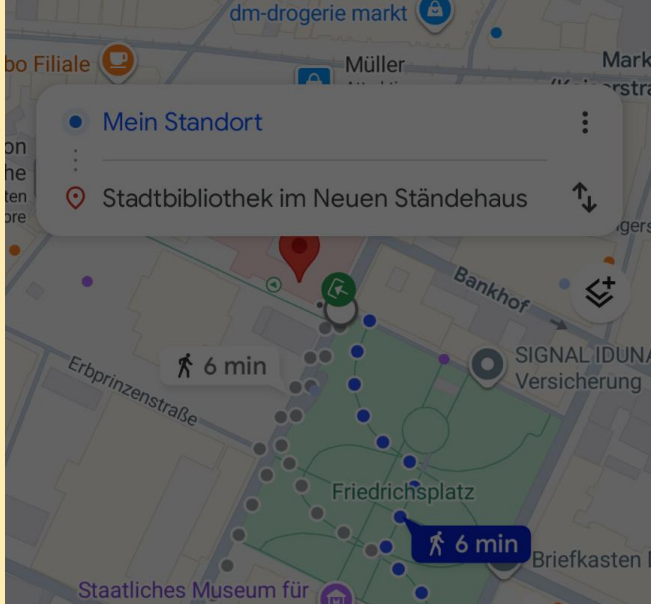 dm-drogerie markt
bo Filiale
Müller
Mark
Mein Standort
Stadtbibliothek im Neuen Ständehaus
Bankhof
6 min
SIGNAL IDUNA
Versicherung
Erbprinzenstraße
Friedrichsplatz
6 min
Briefkasten
Staatliches Museum für